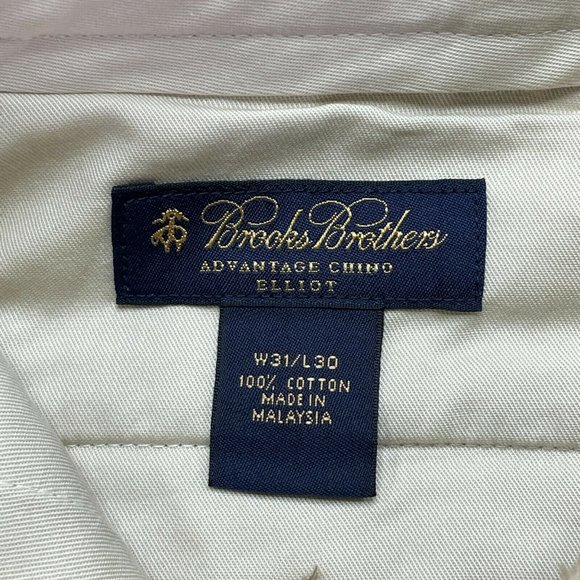 Brooks Brothers
ADVANTAGE CHINO
ELLIOT
W31/L30
100% COTTON
MADE IN
MALAYSIA